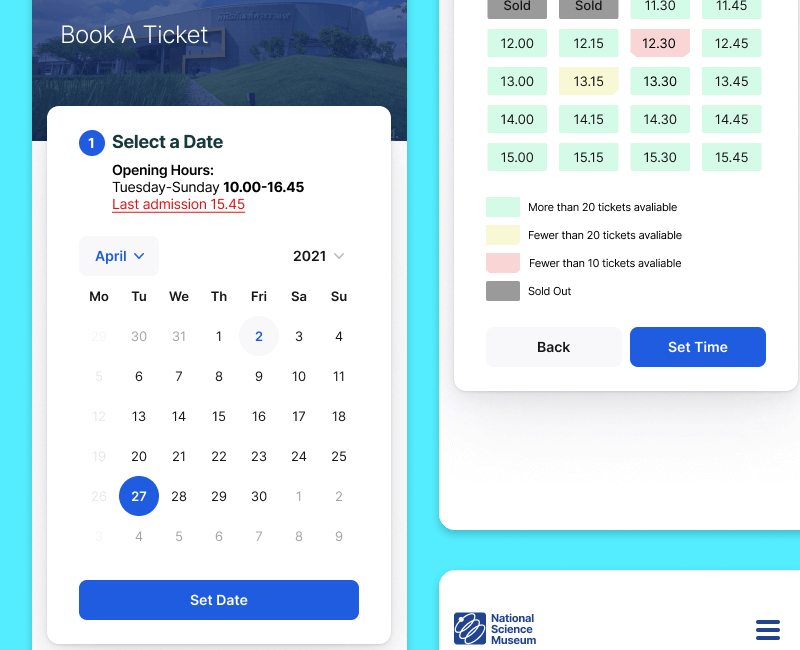 Book A Ticket
1 Select a Date
Opening Hours:
Tuesday-Sunday 10.00-16.45
Last admission 15.45
April 2021
Mo Tu We Th Fri Sa Su
29 30 31 1 2 3 4
5 6 7 8 9 10 11
12 13 14 15 16 17 18
19 20 21 22 23 24 25
26 27 28 29 30 1 2
3 4 5 6 7 8 9
Set Date
Sold Sold 11.30 11.45
12.00 12.15 12.30 12.45
13.00 13.15 13.30 13.45
14.00 14.15 14.30 14.45
15.00 15.15 15.30 15.45
More than 20 tickets avaliable
Fewer than 20 tickets avaliable
Fewer than 10 tickets avaliable
Sold Out
Back Set Time
National
Science
Museum